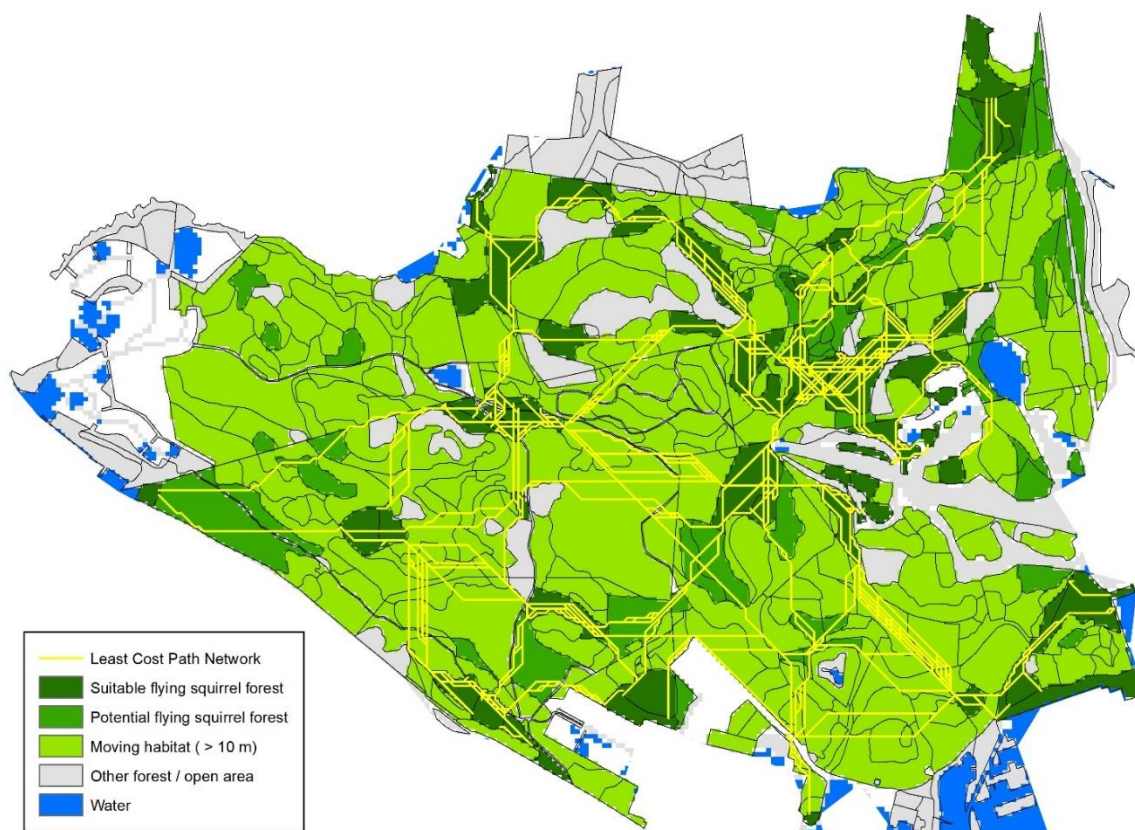 Least Cost Path Network
Suitable flying squirrel forest
Potential flying squirrel forest
Moving habitat ( > 10 m)
Other forest / open area
Water